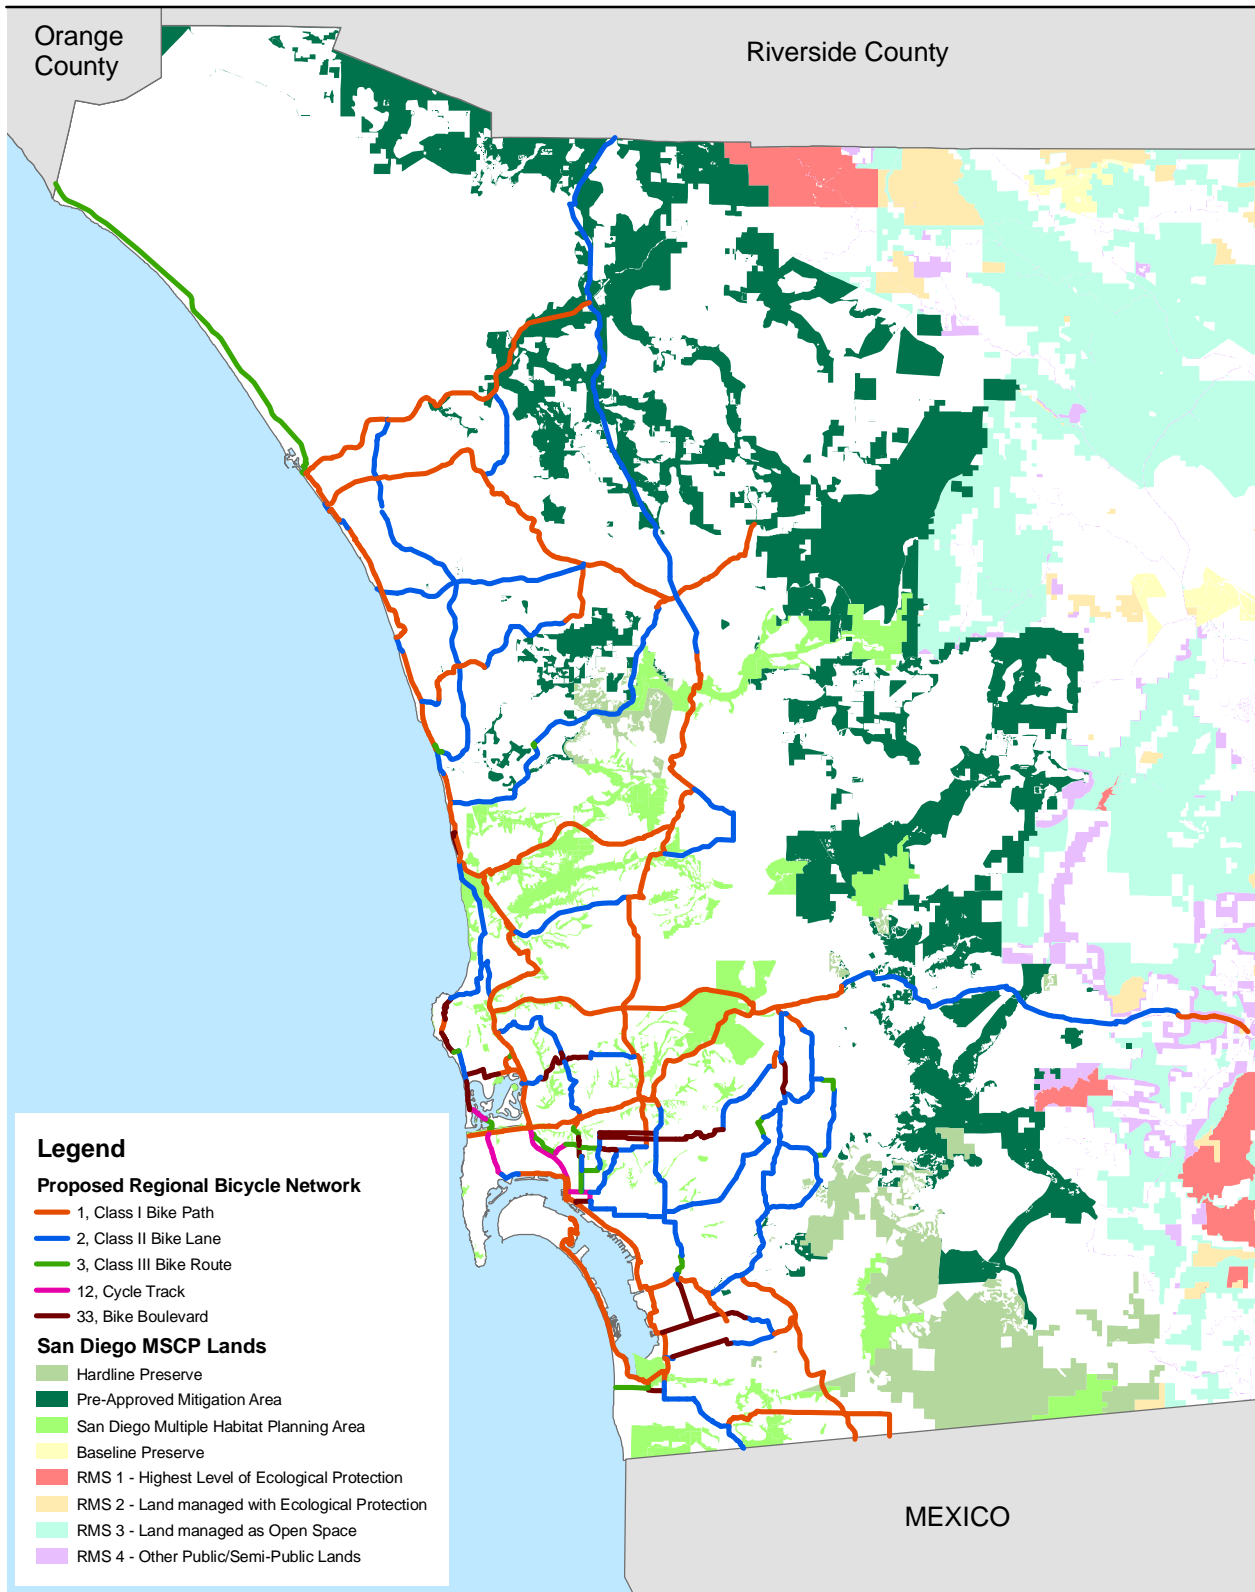 Orange
County
Riverside County
Legend
Proposed Regional Bicycle Network
1, Class I Bike Path
2, Class II Bike Lane
3, Class III Bike Route
12, Cycle Track
33, Bike Boulevard
San Diego MSCP Lands
Hardline Preserve
Pre-Approved Mitigation Area
San Diego Multiple Habitat Planning Area
Baseline Preserve
RMS 1 - Highest Level of Ecological Protection
RMS 2 - Land managed with Ecological Protection
RMS 3 - Land managed as Open Space
RMS 4 - Other Public/Semi-Public Lands
MEXICO